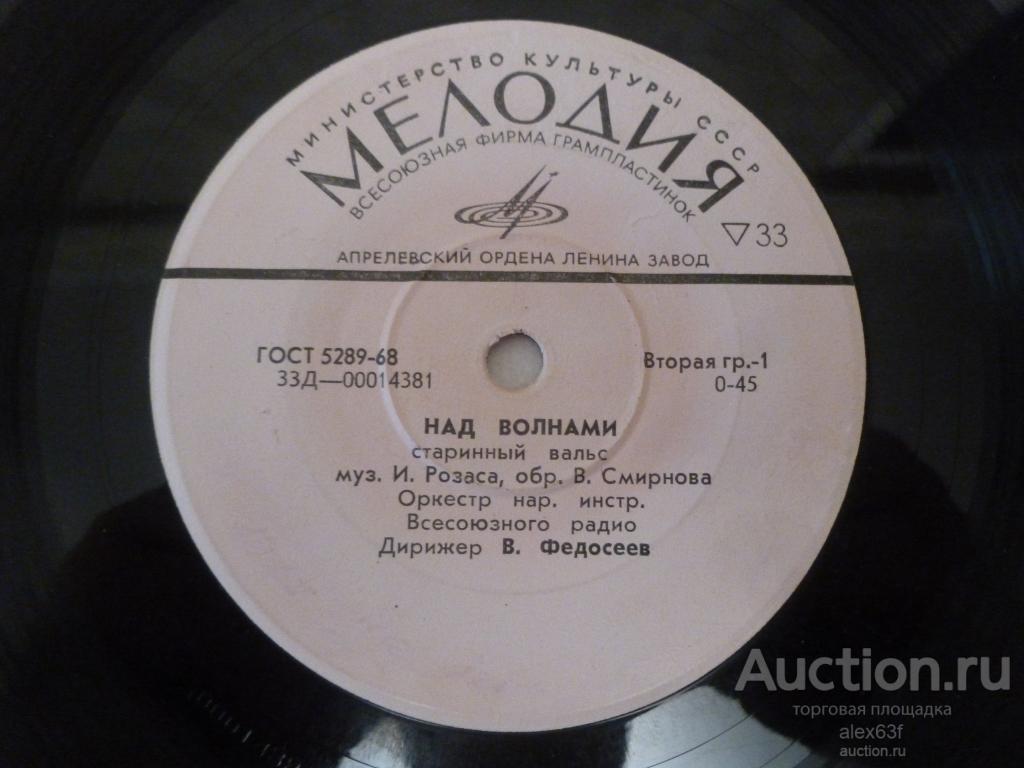 МИНИСТЕРСТВО КУЛЬТУРЫ СССР
МЕЛОДИЯ
ВСЕСОЮЗНАЯ ФИРМА ГРАМПЛАСТИНОК
▽33
АПРЕЛЕВСКИЙ ОРДЕНА ЛЕНИНА ЗАВОД
ГОСТ 5289-68
33Д—00014381
Вторая гр.-1
0-45
НАД ВОЛНАМИ
старинный вальс
муз. И. Розаса, обр. В. Смирнова
Оркестр нар. инстр.
Всесоюзного радио
Дирижер В. Федосеев
Auction.ru
торговая площадка
alex63f
auction.ru